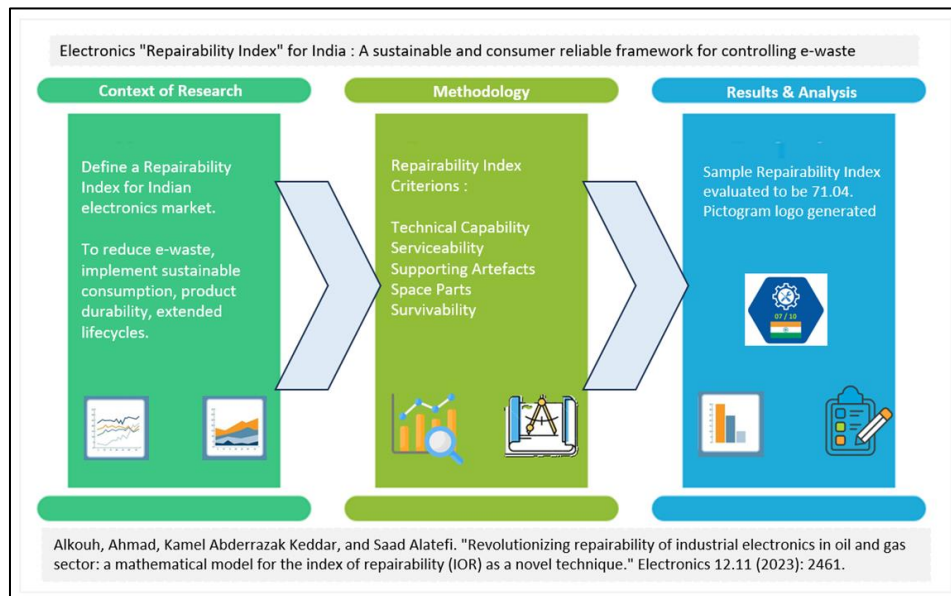 Electronics "Repairability Index" for India : A sustainable and consumer reliable framework for controlling e-waste
Context of Research
Define a Repairability
Index for Indian
electronics market.
To reduce e-waste,
implement sustainable
consumption, product
durability, extended
lifecycles.
Methodology
Repairability Index
Criterions :
Technical Capability
Serviceability
Supporting Artefacts
Space Parts
Survivability
Results & Analysis
Sample Repairability Index
evaluated to be 71.04.
Pictogram logo generated
07 / 10
Alkouh, Ahmad, Kamel Abderrazak Keddar, and Saad Alatefi. "Revolutionizing repairability of industrial electronics in oil and gas
sector: a mathematical model for the index of repairability (IOR) as a novel technique." Electronics 12.11 (2023): 2461.